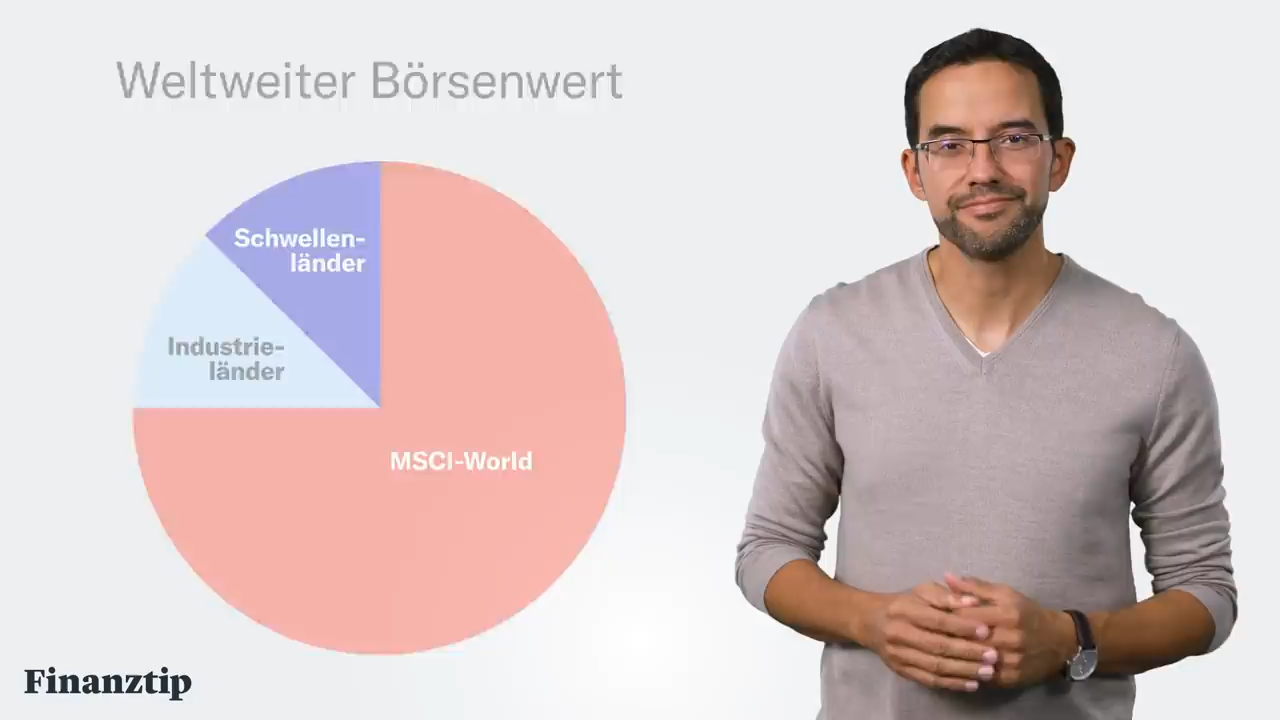 Weltweiter Börsenwert
Schwellen-
länder
Industrie-
länder
MSCI-World
Finanztip